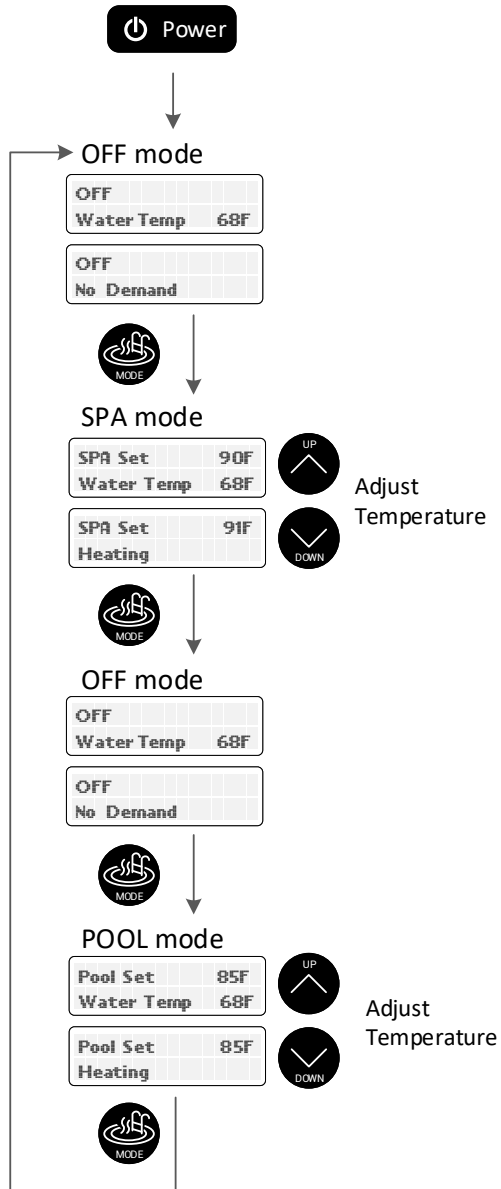 Power
OFF mode
OFF
Water Temp 68F
OFF
No Demand
MODE
SPA mode
SPA Set 90F
Water Temp 68F
UP
Adjust
Temperature
SPA Set 91F
Heating
DOWN
MODE
OFF mode
OFF
Water Temp 68F
OFF
No Demand
MODE
POOL mode
Pool Set 85F
Water Temp 68F
UP
Adjust
Temperature
Pool Set 85F
Heating
DOWN
MODE